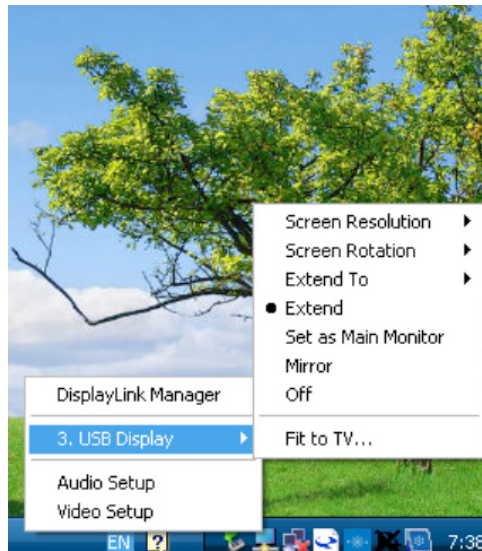 Screen Resolution
Screen Rotation
Extend To
Extend
Set as Main Monitor
Mirror
Off
Fit to TV...
DisplayLink Manager
3. USB Display
Audio Setup
Video Setup
EN ? 7:38